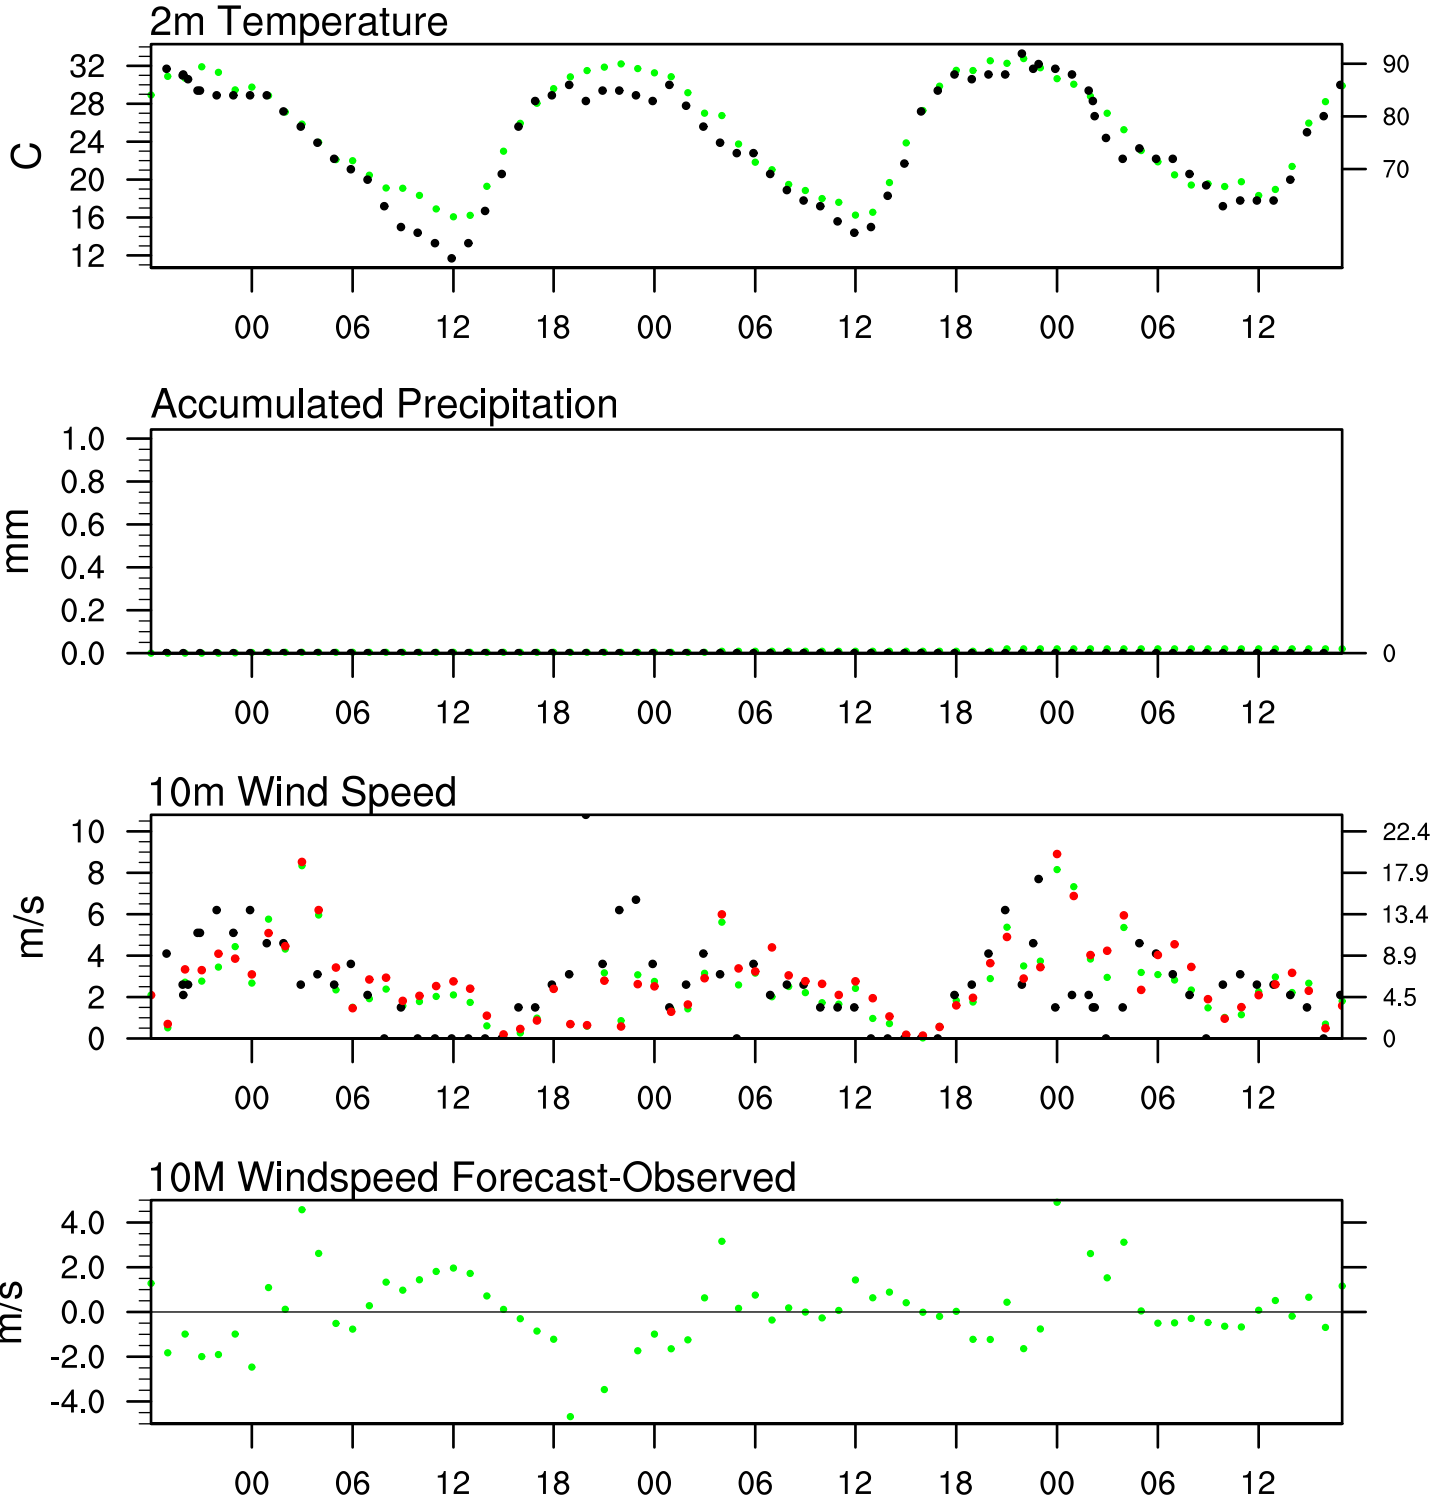 2m Temperature
32
28
24
20
16
12
C
90
80
70
00 06 12 18 00 06 12 18 00 06 12
Accumulated Precipitation
1.0
0.8
0.6
0.4
0.2
0.0
mm
0
00 06 12 18 00 06 12 18 00 06 12
10m Wind Speed
10
8
6
4
2
0
m/s
22.4
17.9
13.4
8.9
4.5
0
00 06 12 18 00 06 12 18 00 06 12
10M Windspeed Forecast-Observed
4.0
2.0
0.0
-2.0
-4.0
m/s
00 06 12 18 00 06 12 18 00 06 12